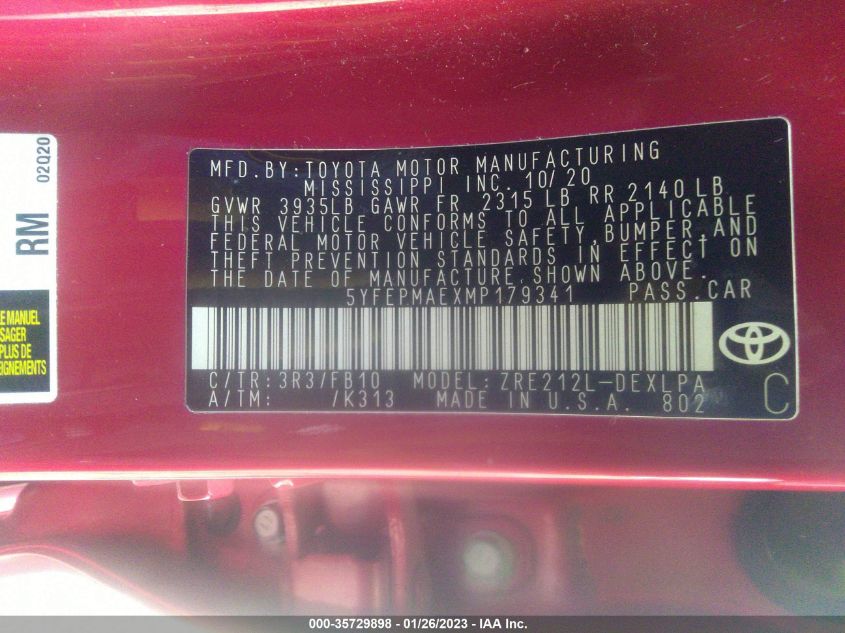 02Q20
RM
E MANUEL
SAGER
PLUS DE
EIGNEMENTS
MFD.BY:TOYOTA MOTOR MANUFACTURING
MISSISSIPPI INC. 10/20
GVWR 3935LB GAWR FR 2315 LB RR 2140 LB
THIS VEHICLE CONFORMS TO ALL APPLICABLE
FEDERAL MOTOR VEHICLE SAFETY,BUMPER,AND
THEFT PREVENTION STANDARDS IN EFFECT ON
THE DATE OF MANUFACTURE SHOWN ABOVE.
5YFEPMAEXMP179341 PASS.CAR
C/TR:3R3/FB10 MODEL:ZRE212L-DEXLPA
A/TM: /K313 MADE IN U.S.A. 802
C
000-35729898 - 01/26/2023 - IAA Inc.